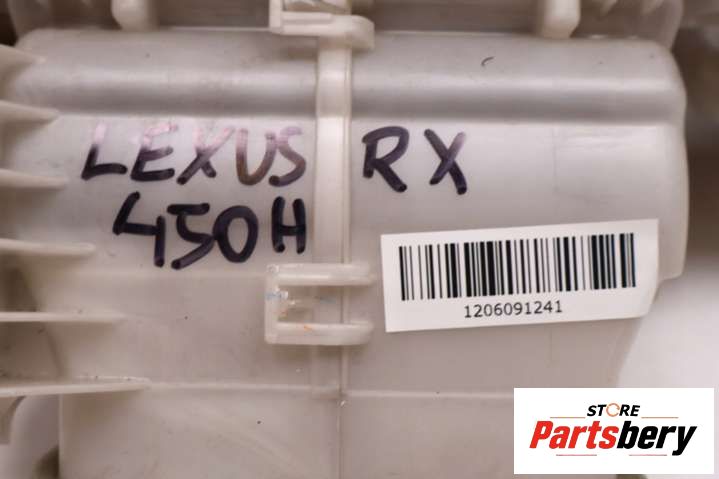 LEXUS RX
450H
1206091241
STORE
Partsbery